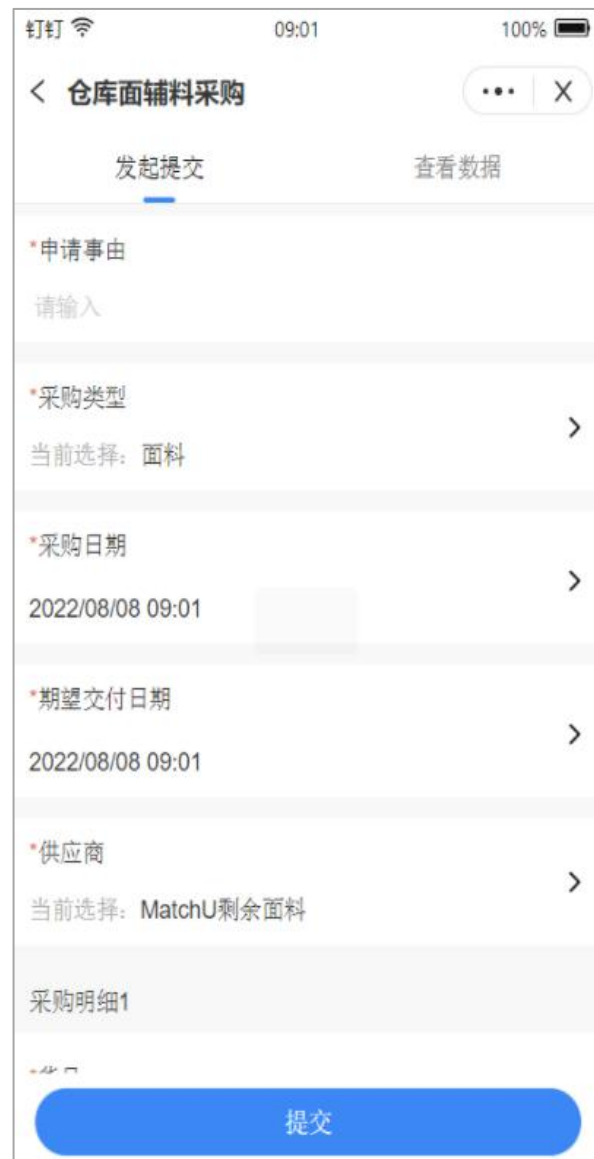 钉钉 09:01 100%
仓库面辅料采购 ••• X
发起提交 查看数据
*申请事由
请输入
*采购类型
当前选择：面料
*采购日期
2022/08/08 09:01
*期望交付日期
2022/08/08 09:01
*供应商
当前选择：MatchU剩余面料
采购明细1
提交